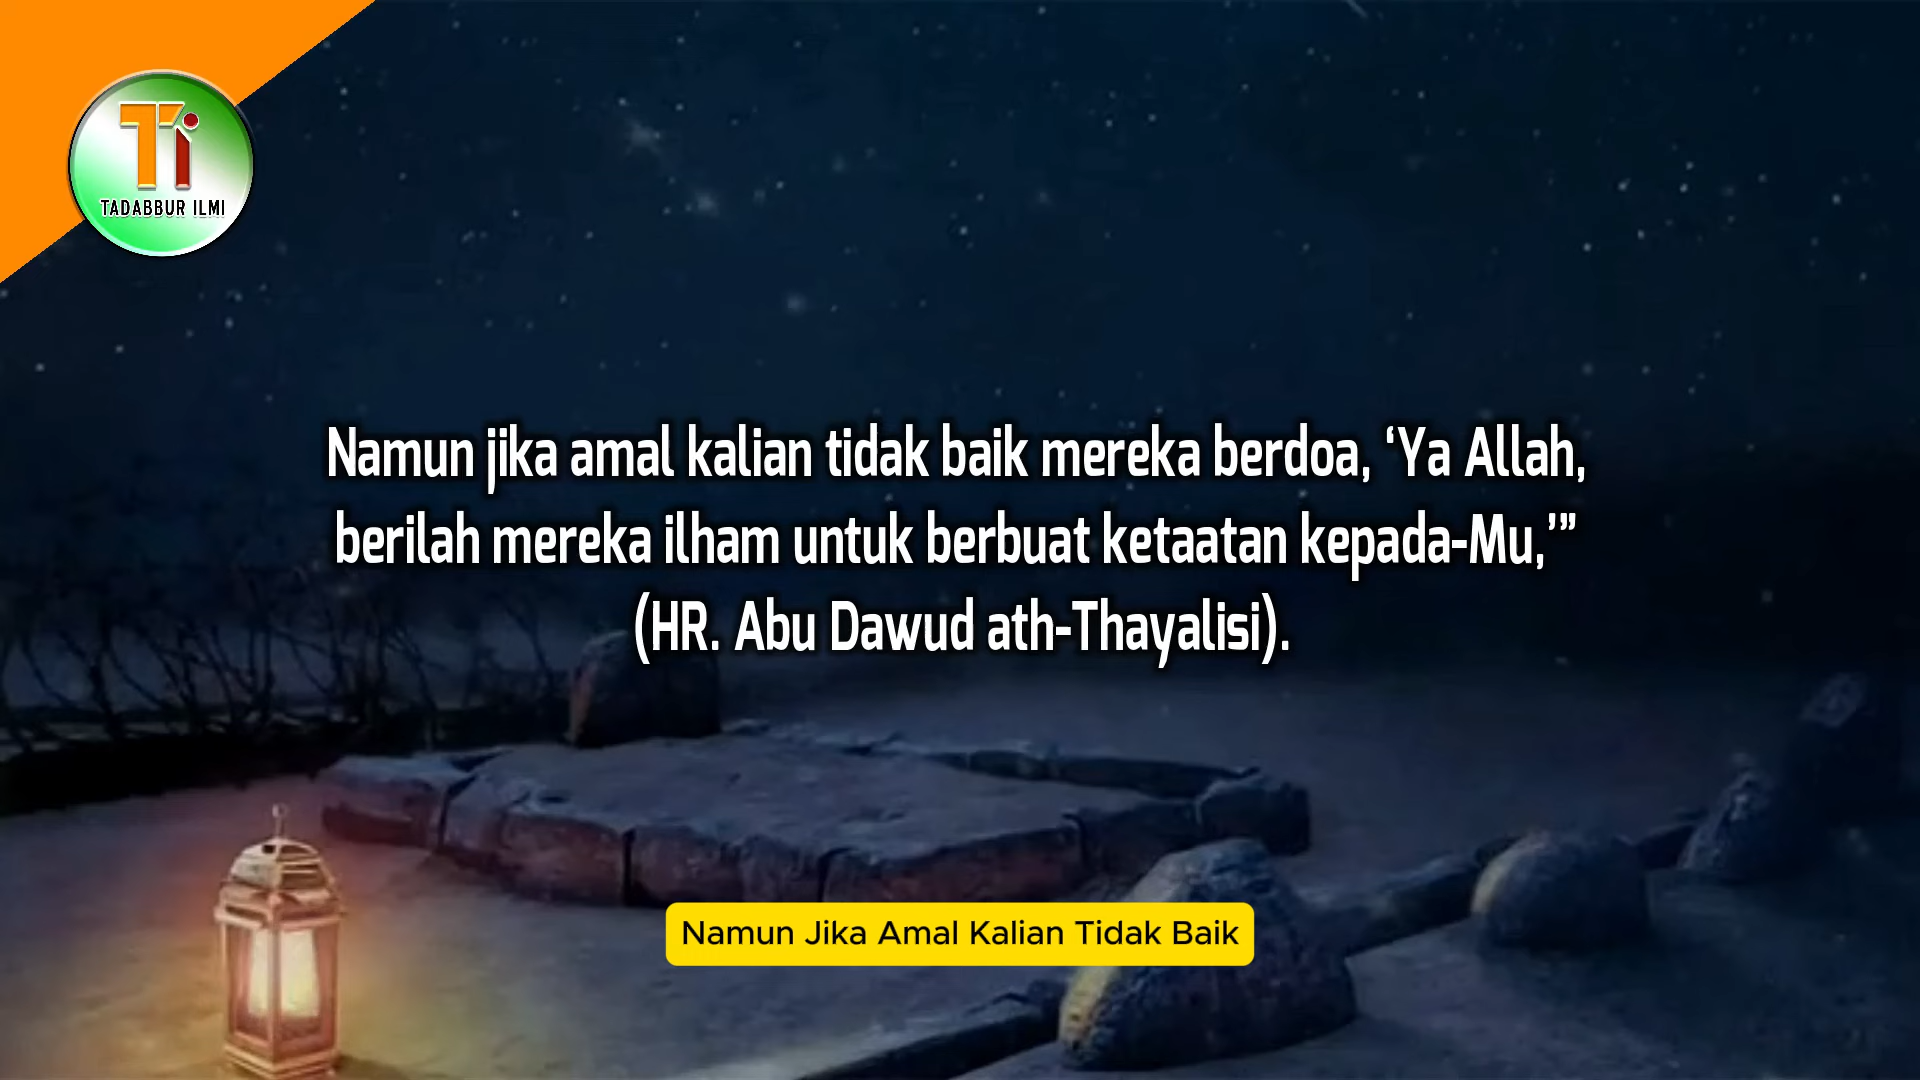 Ti
TADABBUR ILMI
Namun jika amal kalian tidak baik mereka berdoa, ‘Ya Allah,
berilah mereka ilham untuk berbuat ketaatan kepada-Mu,’”
(HR. Abu Dawud ath-Thayalisi).
Namun Jika Amal Kalian Tidak Baik